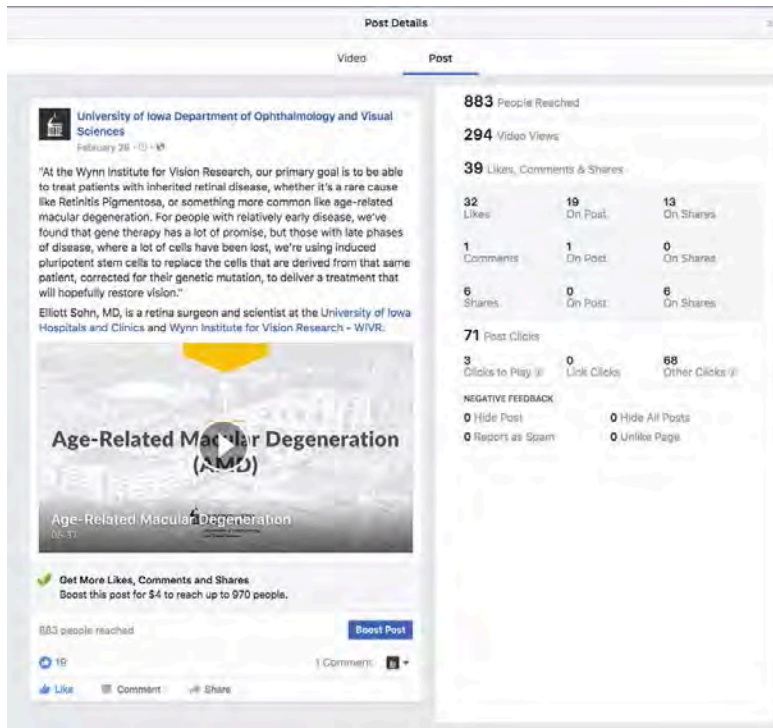 Post Details
Video
Post
University of Iowa Department of Ophthalmology and Visual
Sciences
February 28
"At the Wynn Institute for Vision Research, our primary goal is to be able
to treat patients with inherited retinal disease, whether it's a rare cause
like Retinitis Pigmentosa, or something more common like age-related
macular degeneration. For people with relatively early disease, we've
found that gene therapy has a lot of promise, but those with late phases
of disease, where a lot of cells have been lost, we're using induced
pluripotent stem cells to replace the cells that are derived from that same
patient, corrected for their genetic mutation, to deliver a treatment that
will hopefully restore vision."
Elliott Sohn, MD, is a retina surgeon and scientist at the University of Iowa
Hospitals and Clinics and Wynn Institute for Vision Research - WIVR.
Age-Related Macular Degeneration
(AMD)
Age-Related Macular Degeneration
Get More Likes, Comments and Shares
Boost this post for $4 to reach up to 970 people.
883 people reached
Boost Post
19
1 Comment
Like
Comment
Share
883 People Reached
294 Video Views
39 Likes, Comments & Shares
32
Likes
19
On Post
13
On Shares
1
Comments
1
On Post
0
On Shares
6
Shares
0
On Post
6
On Shares
71 Post Clicks
3
Clicks to Play
0
Link Clicks
68
Other Clicks
NEGATIVE FEEDBACK
0 Hide Post
0 Hide All Posts
0 Report as Spam
0 Unlike Page